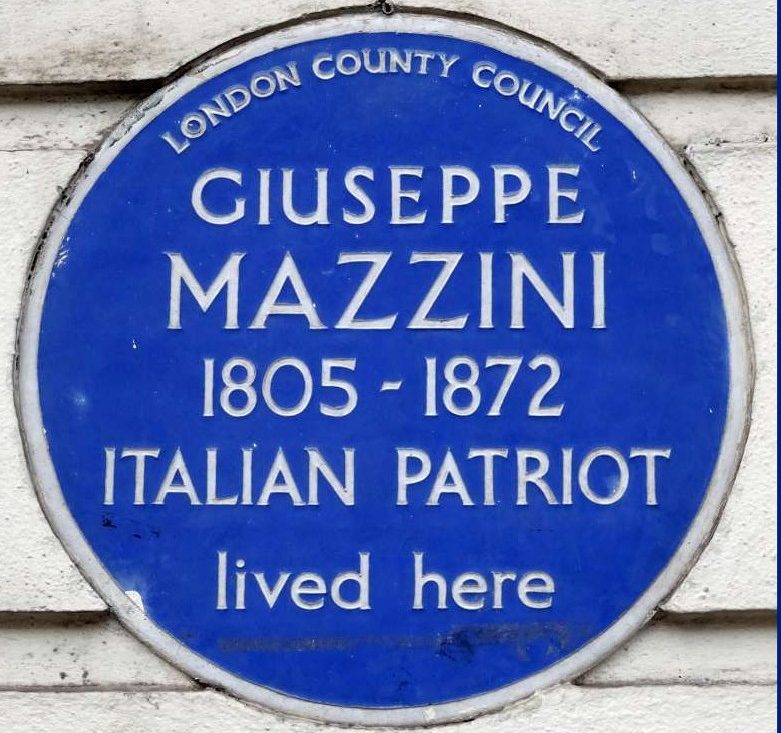 LONDON COUNTY COUNCIL
GIUSEPPE
MAZZINI
1805 - 1872
ITALIAN PATRIOT
lived here